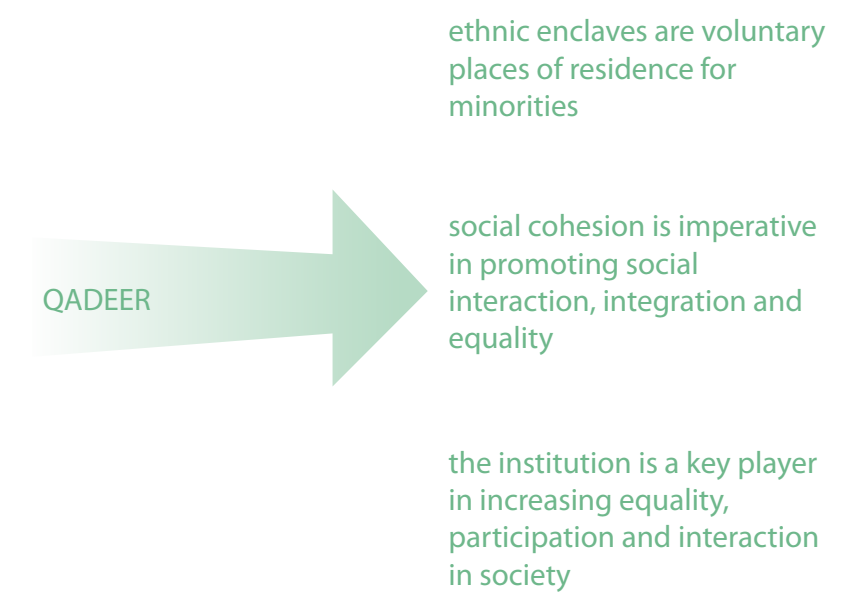 ethnic enclaves are voluntary
places of residence for
minorities
social cohesion is imperative
in promoting social
interaction, integration and
equality
QADEER
the institution is a key player
in increasing equality,
participation and interaction
in society